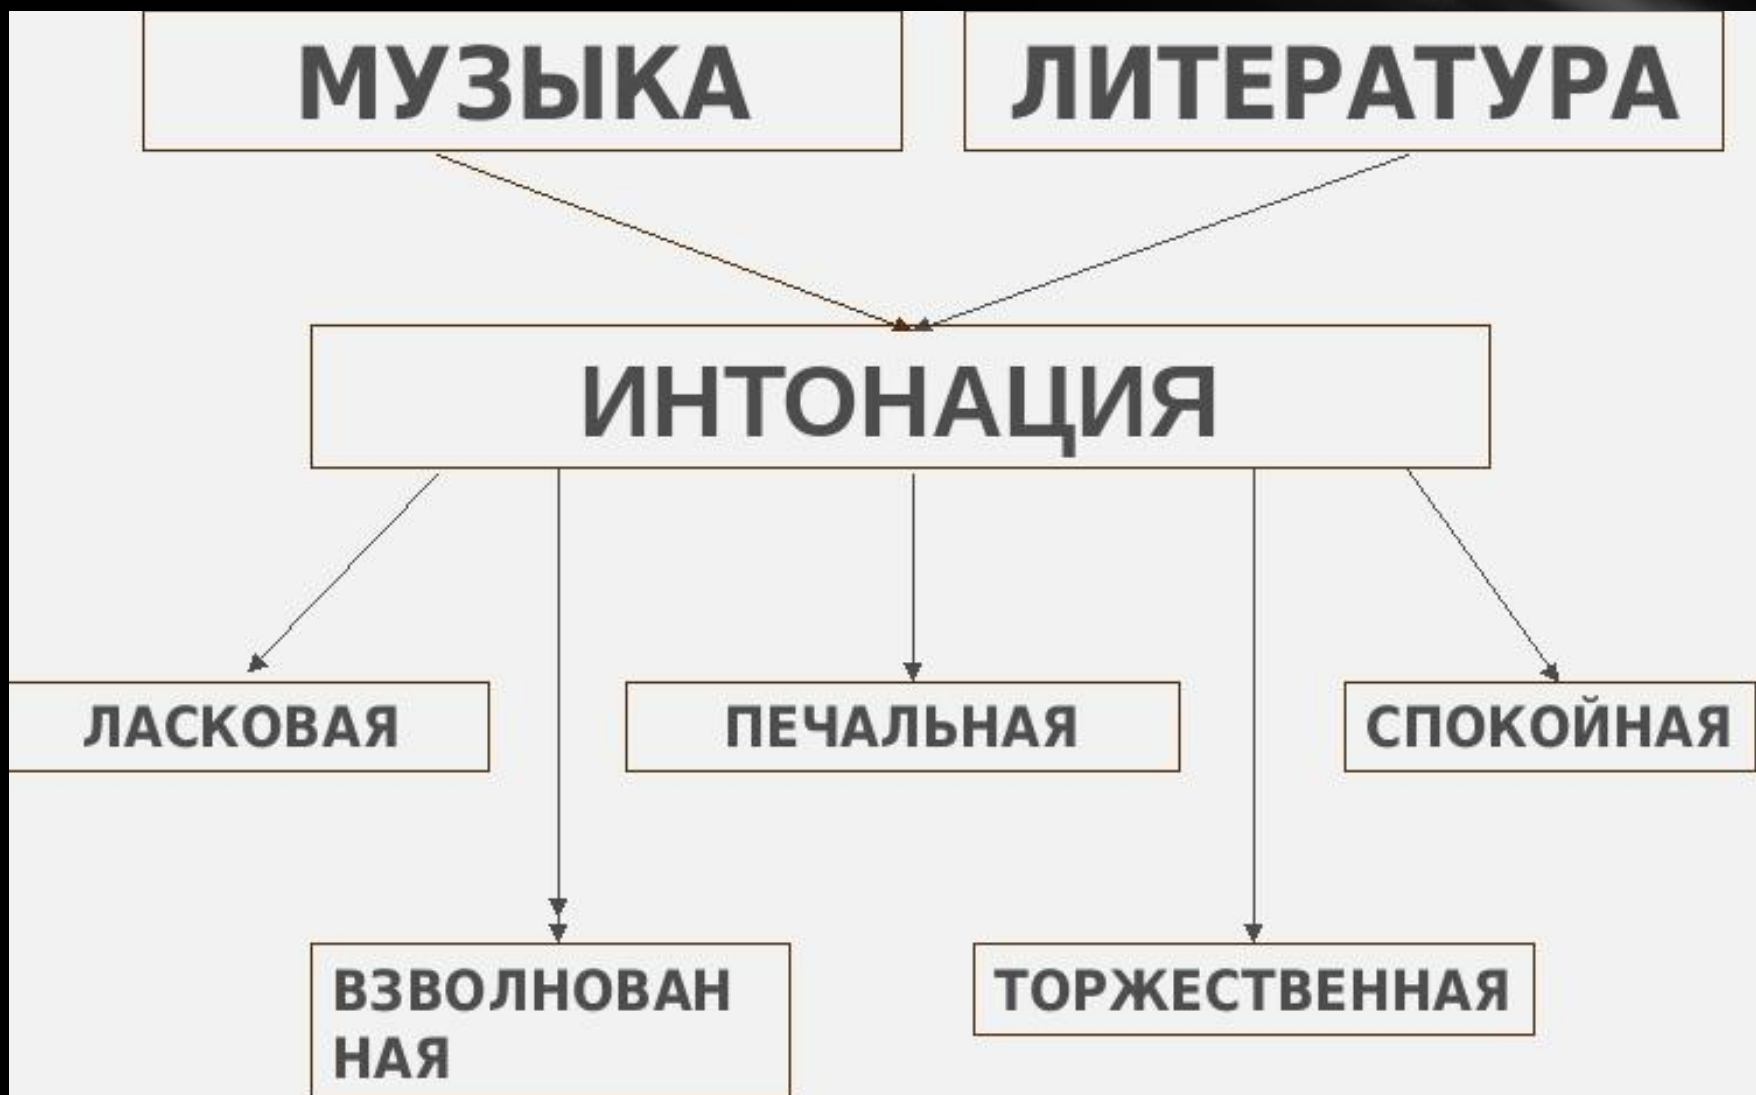 МУЗЫКА
ЛИТЕРАТУРА
ИНТОНАЦИЯ
ЛАСКОВАЯ
ПЕЧАЛЬНАЯ
СПОКОЙНАЯ
ВЗВОЛНОВАН
НАЯ
ТОРЖЕСТВЕННАЯ